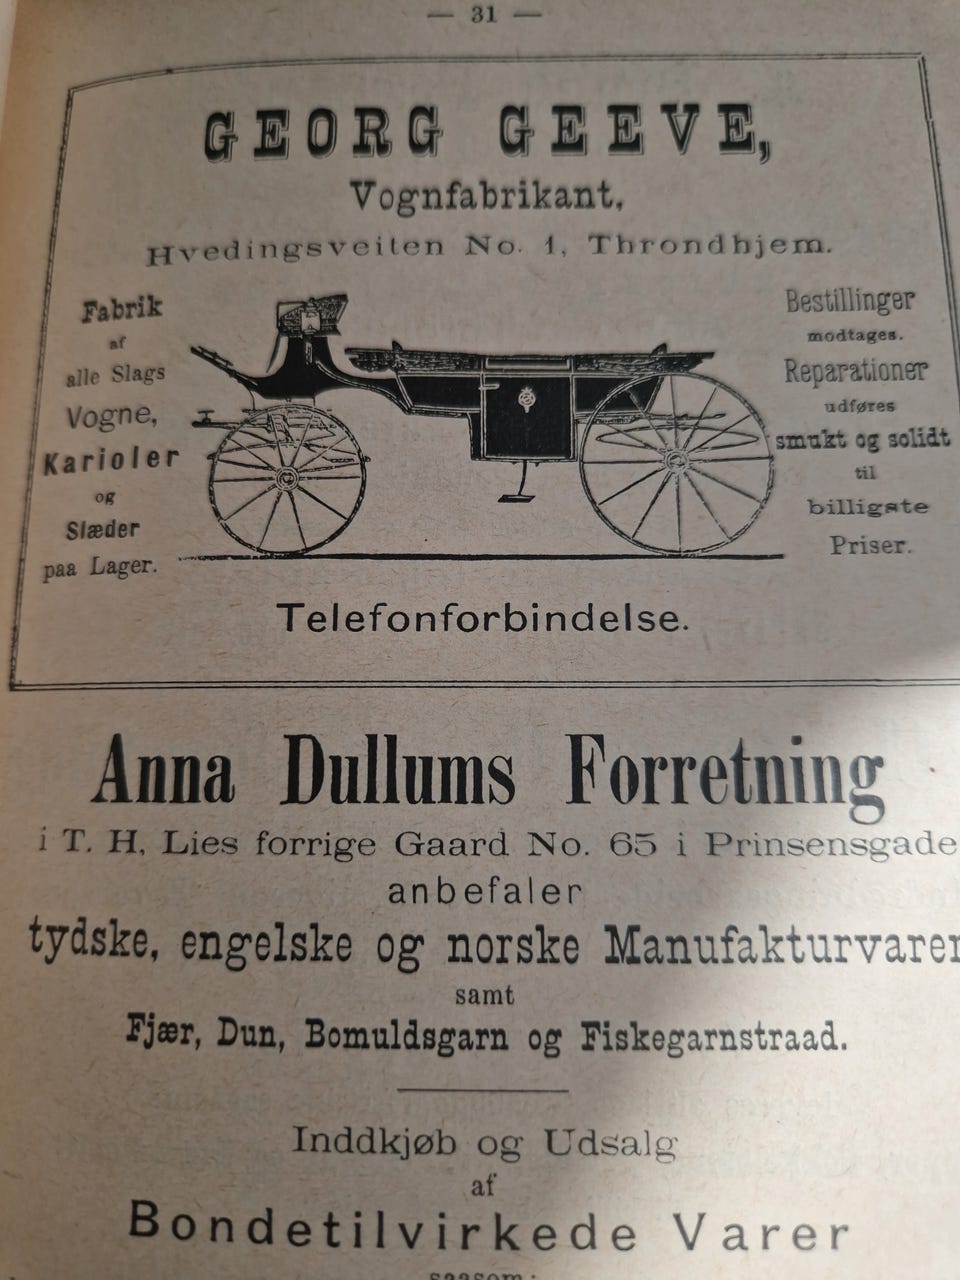 — 31 —
GEORG GEEVE,
Vognfabrikant,
Hvedingsveiten No. 1, Throndhjem.
Fabrik
af
alle Slags
Vogne,
Karioler
og
Slæder
paa Lager.
Bestillinger
modtages.
Reparationer
udføres
smukt og solidt
til
billigste
Priser.
Telefonforbindelse.
Anna Dullums Forretning
i T. H. Lies forrige Gaard No. 65 i Prinsensgade
anbefaler
tydske, engelske og norske Manufakturvarer
samt
Fjær, Dun, Bomuldsgarn og Fiskegarnstraad.
Inddkjøb og Udsalg
af
Bondetilvirkede Varer
saasom: